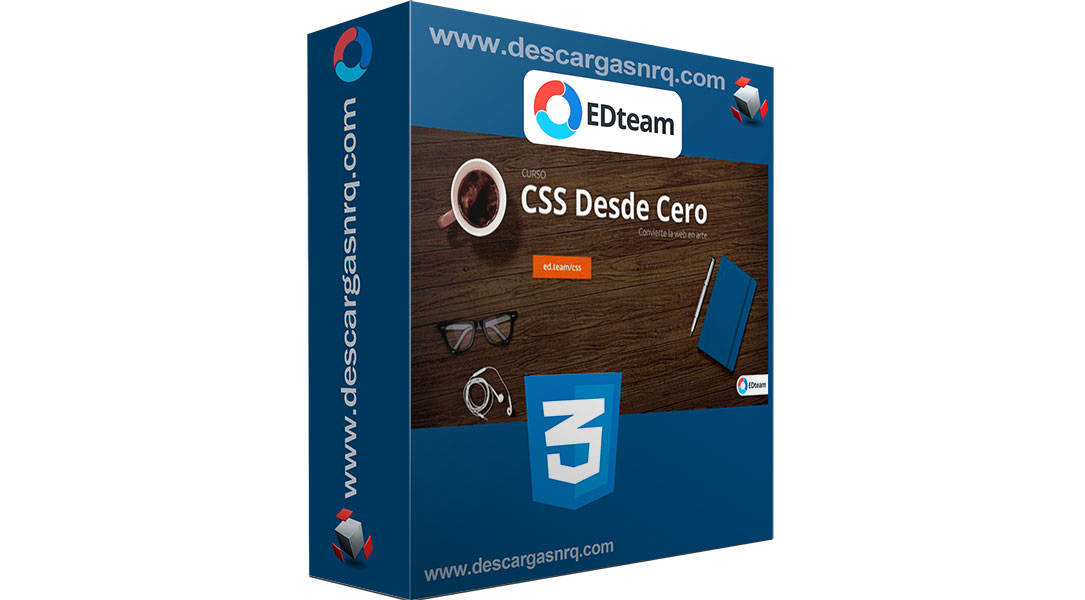 www.descargasnrq.com
www.descargasnrq.com
EDteam
CURSO
CSS Desde Cero
Convierte la web en arte
ed.team/css
EDteam
3
www.descargasnrq.com